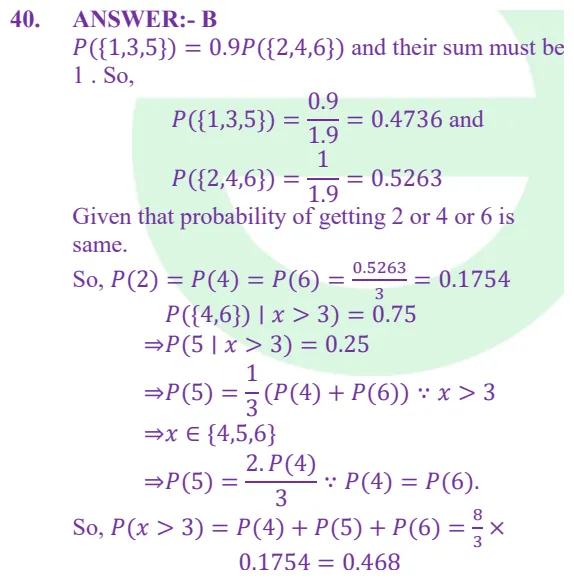 40. ANSWER:- B
P({1,3,5}) = 0.9P({2,4,6}) and their sum must be
1 . So,
P({1,3,5}) = 0.9/1.9 = 0.4736 and
P({2,4,6}) = 1/1.9 = 0.5263
Given that probability of getting 2 or 4 or 6 is
same.
So, P(2) = P(4) = P(6) = 0.5263/3 = 0.1754
P({4,6}) ∣ x > 3) = 0.75
⇒P(5 ∣ x > 3) = 0.25
⇒P(5) = 1/3 (P(4) + P(6)) ∵ x > 3
⇒x ∈ {4,5,6}
⇒P(5) = 2.P(4)/3 ∵ P(4) = P(6).
So, P(x > 3) = P(4) + P(5) + P(6) = 8/3 ×
0.1754 = 0.468